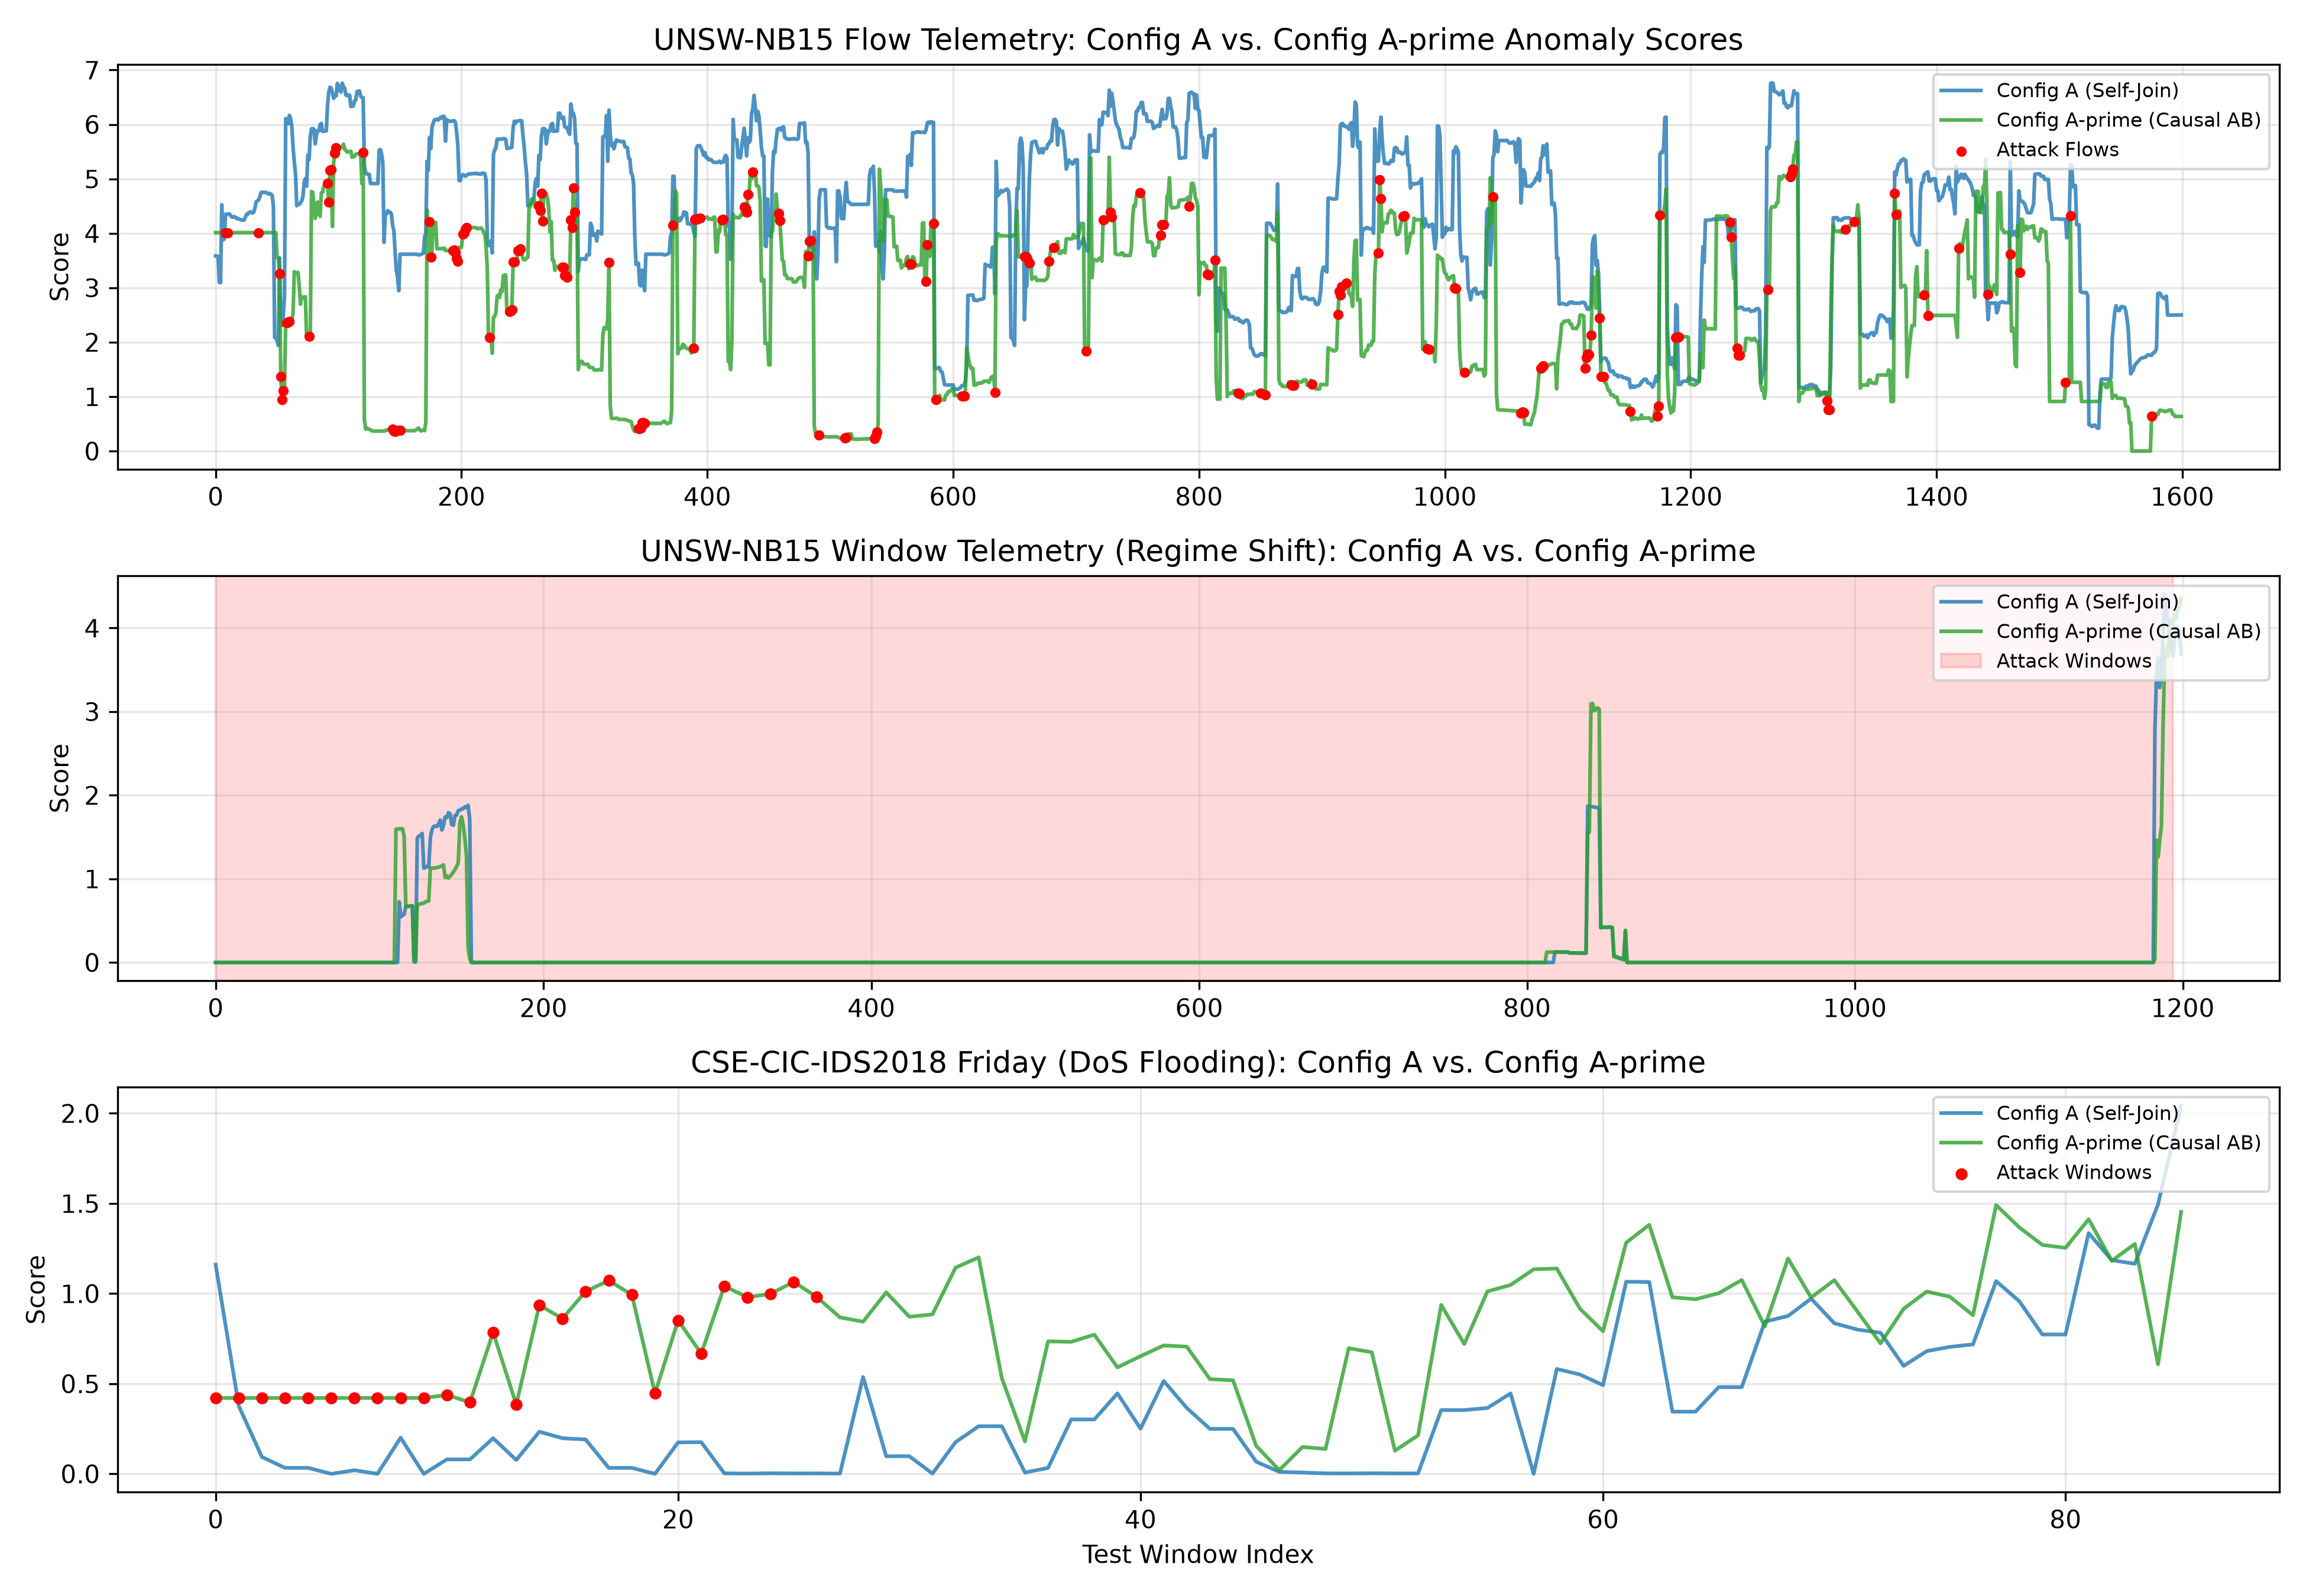 UNSW-NB15 Flow Telemetry: Config A vs. Config A-prime Anomaly Scores
Score
7
6
5
4
3
2
1
0
Config A (Self-Join)
Config A-prime (Causal AB)
Attack Flows
0 200 400 600 800 1000 1200 1400 1600
UNSW-NB15 Window Telemetry (Regime Shift): Config A vs. Config A-prime
Score
4
3
2
1
0
Config A (Self-Join)
Config A-prime (Causal AB)
Attack Windows
0 200 400 600 800 1000 1200
CSE-CIC-IDS2018 Friday (DoS Flooding): Config A vs. Config A-prime
Score
2.0
1.5
1.0
0.5
0.0
Config A (Self-Join)
Config A-prime (Causal AB)
Attack Windows
0 20 40 60 80
Test Window Index